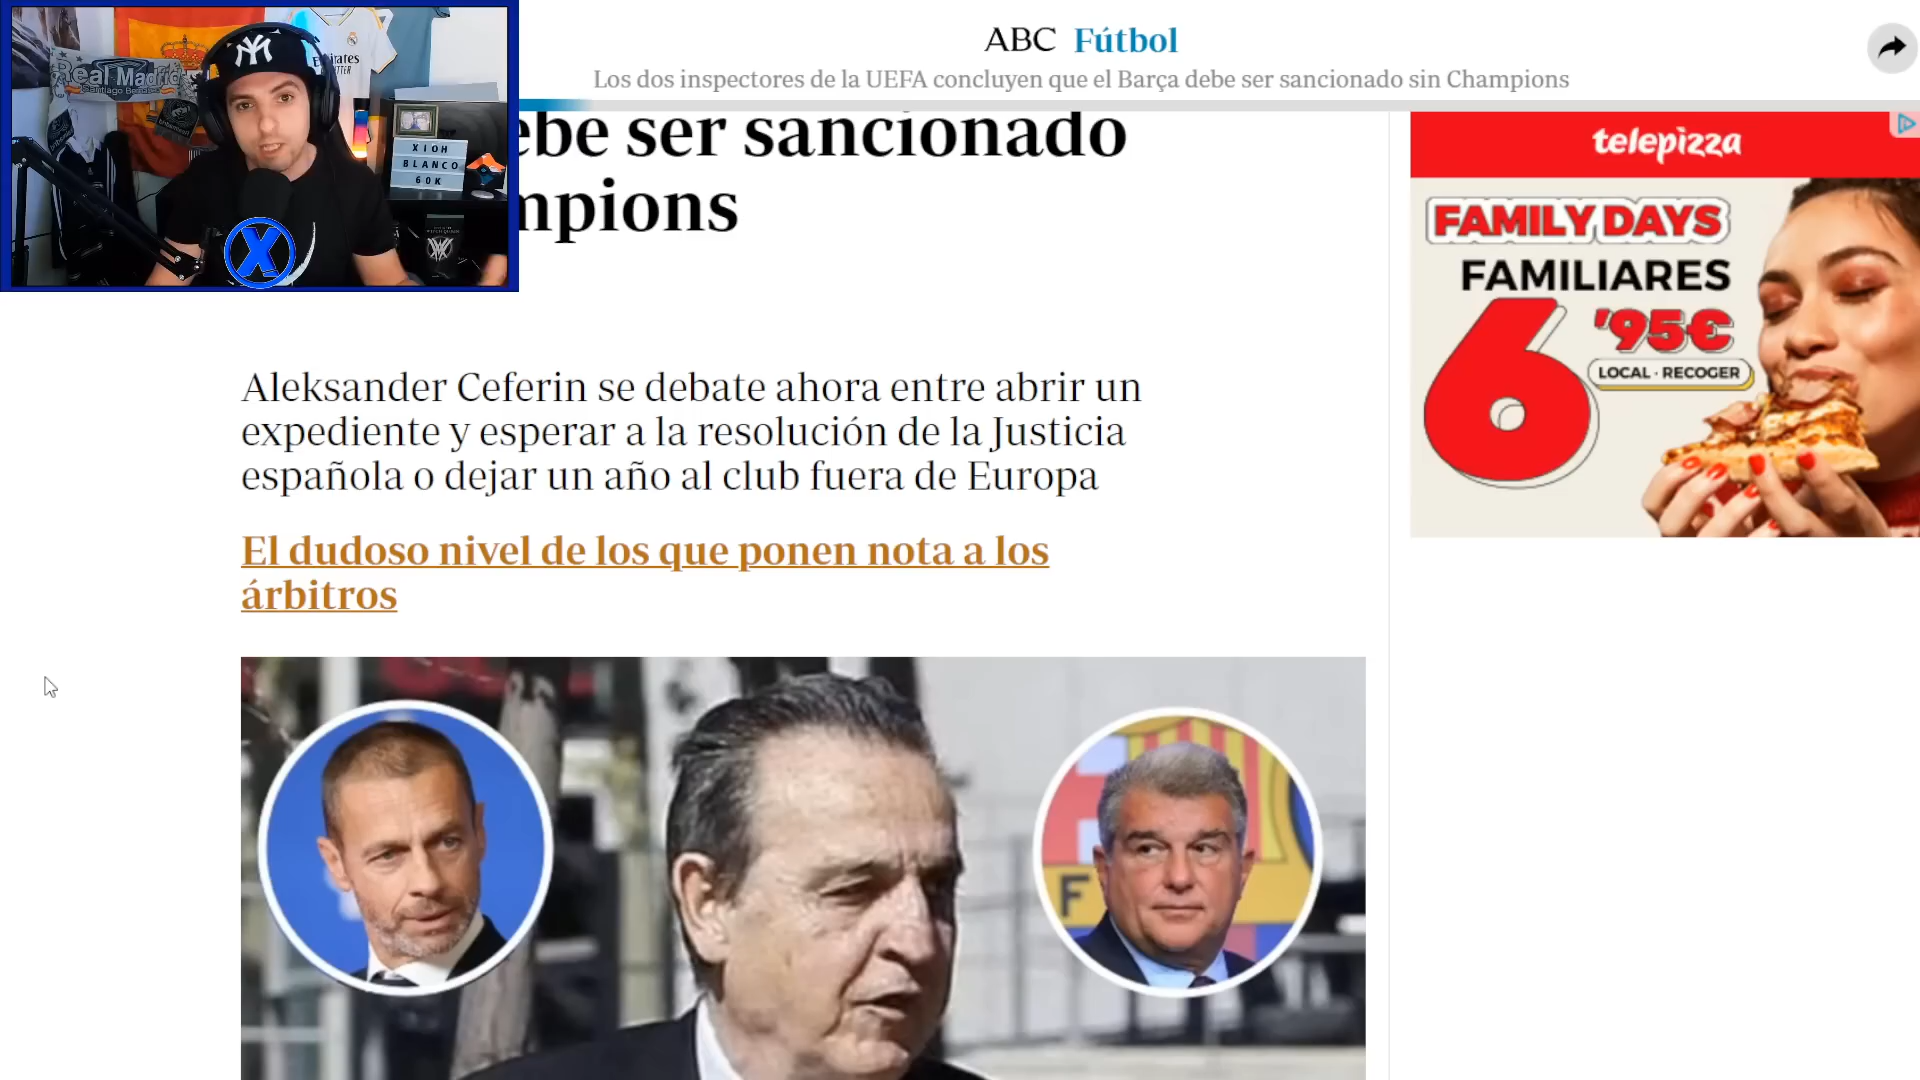 ABC Fútbol
Los dos inspectores de la UEFA concluyen que el Barça debe ser sancionado sin Champions
ebe ser sancionado
mpions
Real Madrid
Santiago Bernabéu
XIOH
BLANCO
60K
X
Aleksander Ceferin se debate ahora entre abrir un
expediente y esperar a la resolución de la Justicia
española o dejar un año al club fuera de Europa
El dudoso nivel de los que ponen nota a los
árbitros
F
telepizza
FAMILY DAYS
FAMILIARES
6'95€
LOCAL · RECOGER